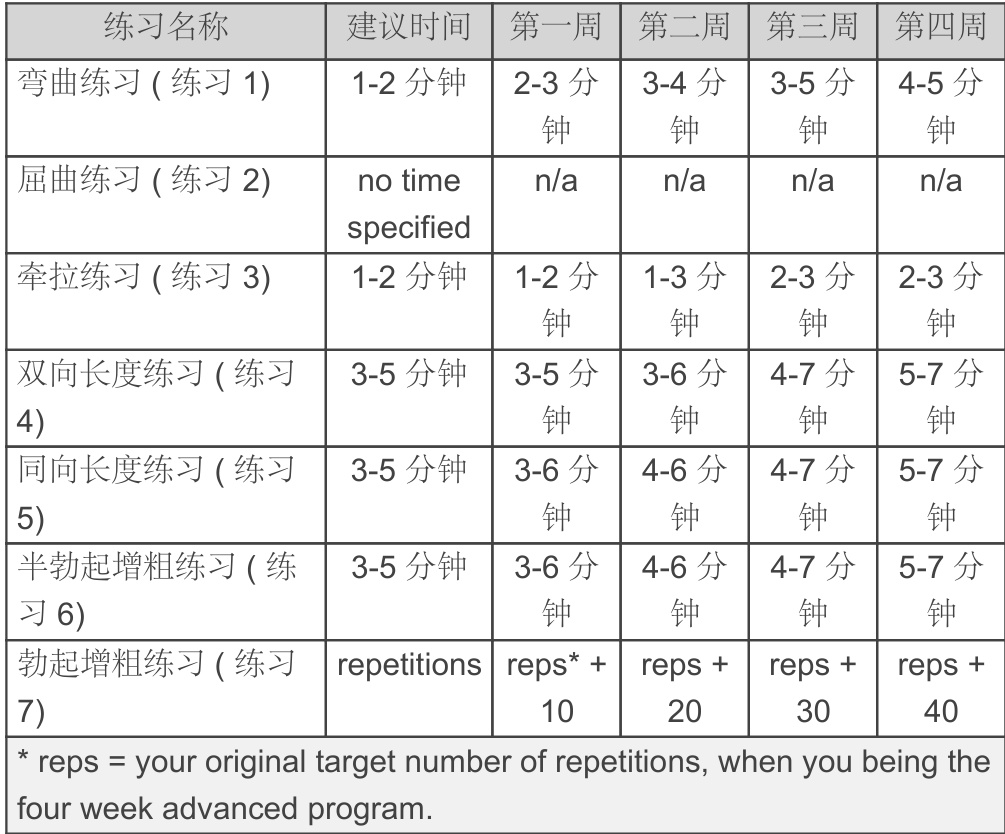 练习名称 建议时间 第一周 第二周 第三周 第四周
弯曲练习 ( 练习 1) 1-2 分钟 2-3 分 3-4 分 3-5 分 4-5 分
钟 钟 钟 钟
屈曲练习 ( 练习 2) no time n/a n/a n/a n/a
specified
牵拉练习 ( 练习 3) 1-2 分钟 1-2 分 1-3 分 2-3 分 2-3 分
钟 钟 钟 钟
双向长度练习 ( 练习 3-5 分钟 3-5 分 3-6 分 4-7 分 5-7 分
4) 钟 钟 钟 钟
同向长度练习 ( 练习 3-5 分钟 3-6 分 4-6 分 4-7 分 5-7 分
5) 钟 钟 钟 钟
半勃起增粗练习 ( 练 3-5 分钟 3-6 分 4-6 分 4-7 分 5-7 分
习 6) 钟 钟 钟 钟
勃起增粗练习 ( 练习 repetitions reps* + reps + reps + reps +
7) 10 20 30 40
* reps = your original target number of repetitions, when you being the
four week advanced program.